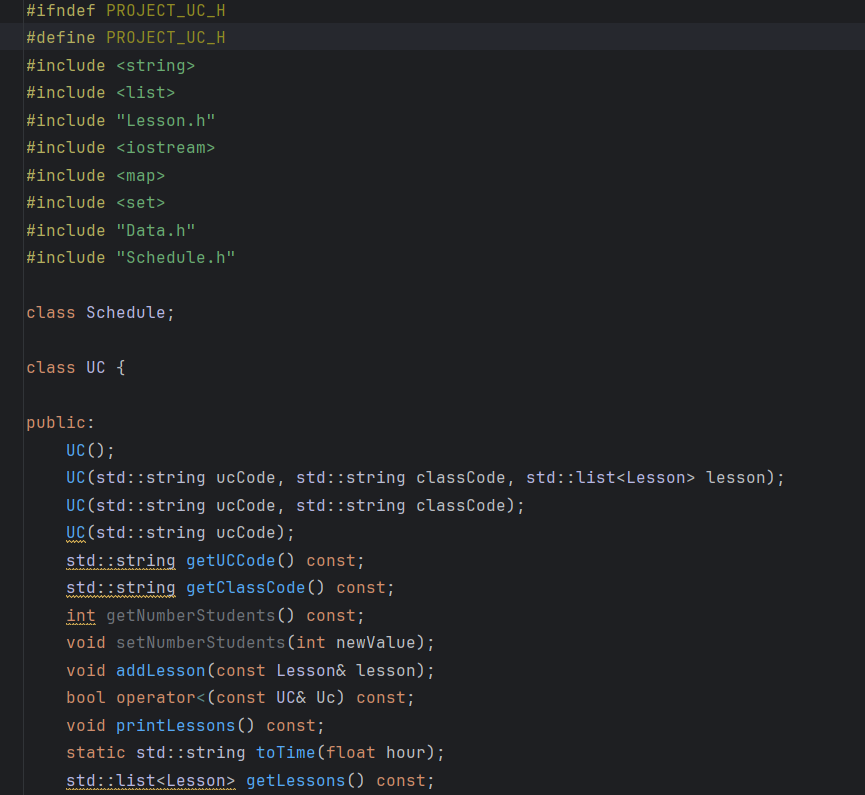 #ifndef PROJECT_UC_H
#define PROJECT_UC_H
#include <string>
#include <list>
#include "Lesson.h"
#include <iostream>
#include <map>
#include <set>
#include "Data.h"
#include "Schedule.h"
class Schedule;
class UC {
public:
UC();
UC(std::string ucCode, std::string classCode, std::list<Lesson> lesson);
UC(std::string ucCode, std::string classCode);
UC(std::string ucCode);
std::string getUCCode() const;
std::string getClassCode() const;
int getNumberStudents() const;
void setNumberStudents(int newValue);
void addLesson(const Lesson& lesson);
bool operator<(const UC& Uc) const;
void printLessons() const;
static std::string toTime(float hour);
std::list<Lesson> getLessons() const;